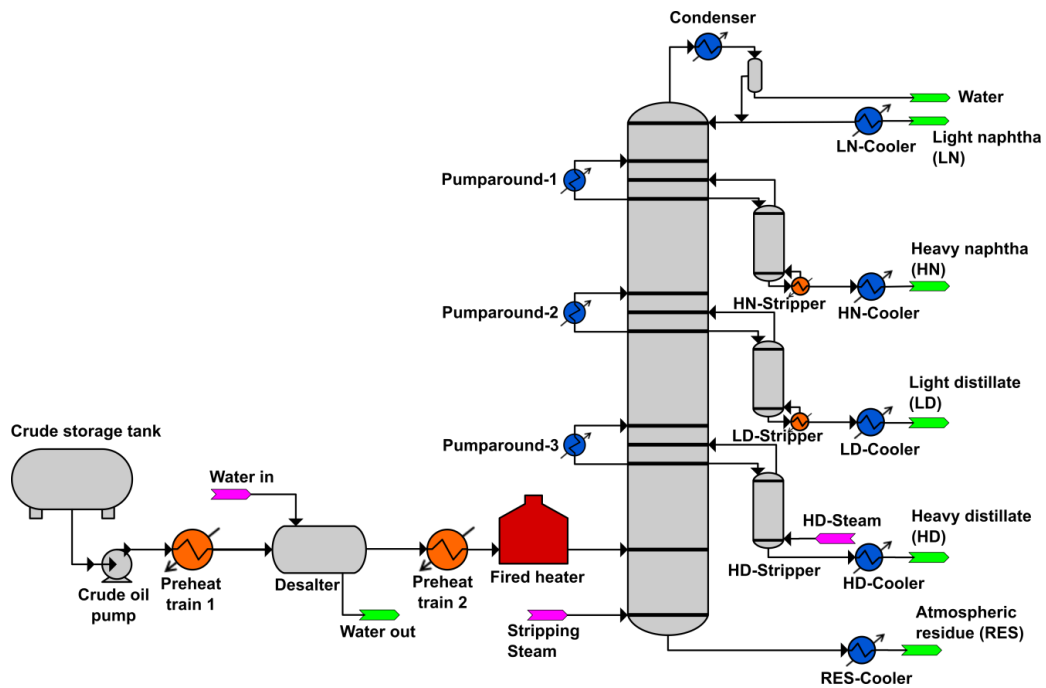 Condenser
Water
Light naphtha
(LN)
LN-Cooler
Pumparound-1
Heavy naphtha
(HN)
HN-Stripper
HN-Cooler
Pumparound-2
Light distillate
(LD)
LD-Stripper
LD-Cooler
Crude storage tank
Pumparound-3
Water in
HD-Steam
Heavy distillate
(HD)
HD-Stripper
HD-Cooler
Crude oil
pump
Preheat
train 1
Desalter
Preheat
train 2
Fired heater
Water out
Stripping
Steam
Atmospheric
residue (RES)
RES-Cooler